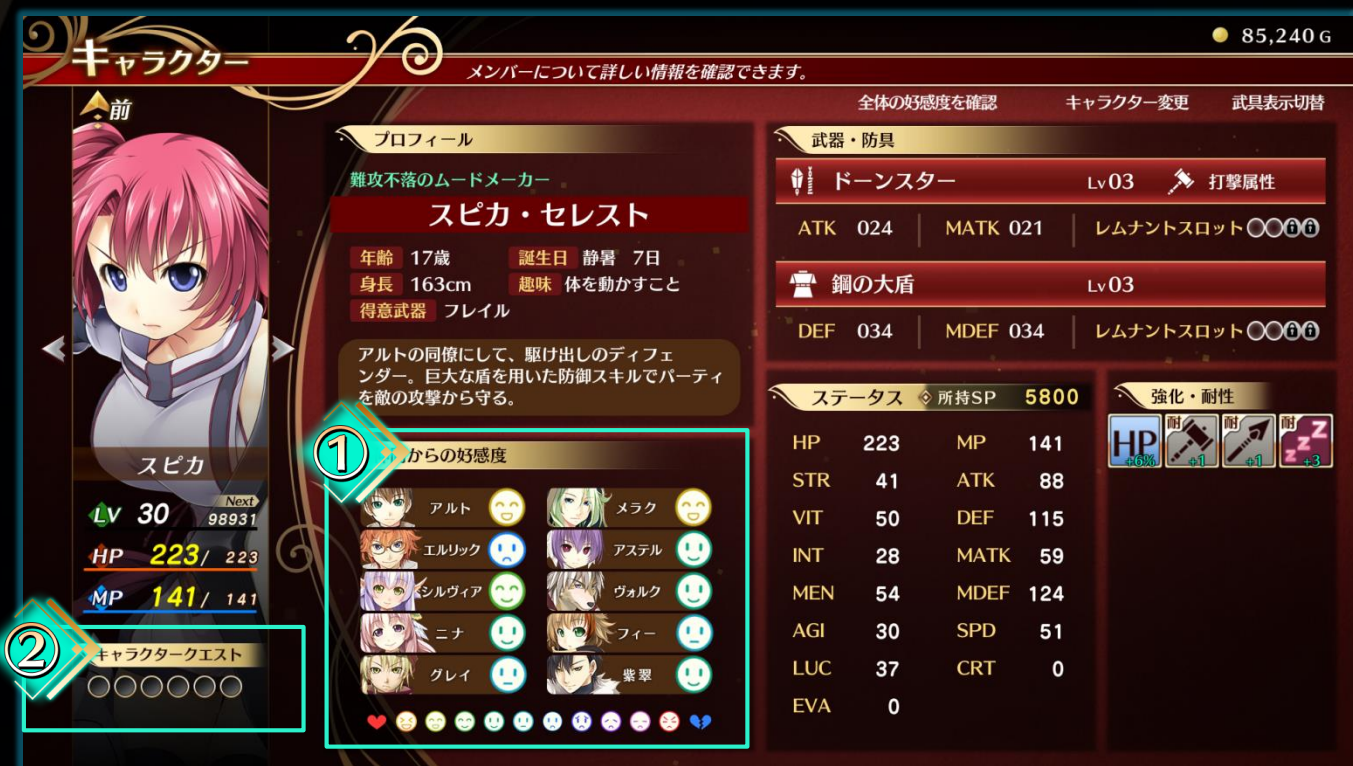 キャラクター
メンバーについて詳しい情報を確認できます。
85,240 G
全体の好感度を確認 キャラクター変更 武具表示切替
前
スピカ
LV 30 Next 98931
HP 223/ 223
MP 141/ 141
②
キャラクタークエスト
プロフィール
難攻不落のムードメーカー
スピカ・セレスト
年齢 17歳 誕生日 静暑 7日
身長 163cm 趣味 体を動かすこと
得意武器 フレイル
アルトの同僚にして、駆け出しのディフェ
ンダー。巨大な盾を用いた防御スキルでパーティ
を敵の攻撃から守る。
①
からの好感度
アルト メラク
エルリック アステル
シルヴィア ヴォルク
ニナ フィー
グレイ 紫翠
武器・防具
ドーンスター Lv03 打撃属性
ATK 024 MATK 021 レムナントスロット
鋼の大盾 Lv03
DEF 034 MDEF 034 レムナントスロット
ステータス 所持SP 5800
HP 223 MP 141
STR 41 ATK 88
VIT 50 DEF 115
INT 28 MATK 59
MEN 54 MDEF 124
AGI 30 SPD 51
LUC 37 CRT 0
EVA 0
強化・耐性
HP +6% 耐 +1 耐 +1 耐 zzZ +3